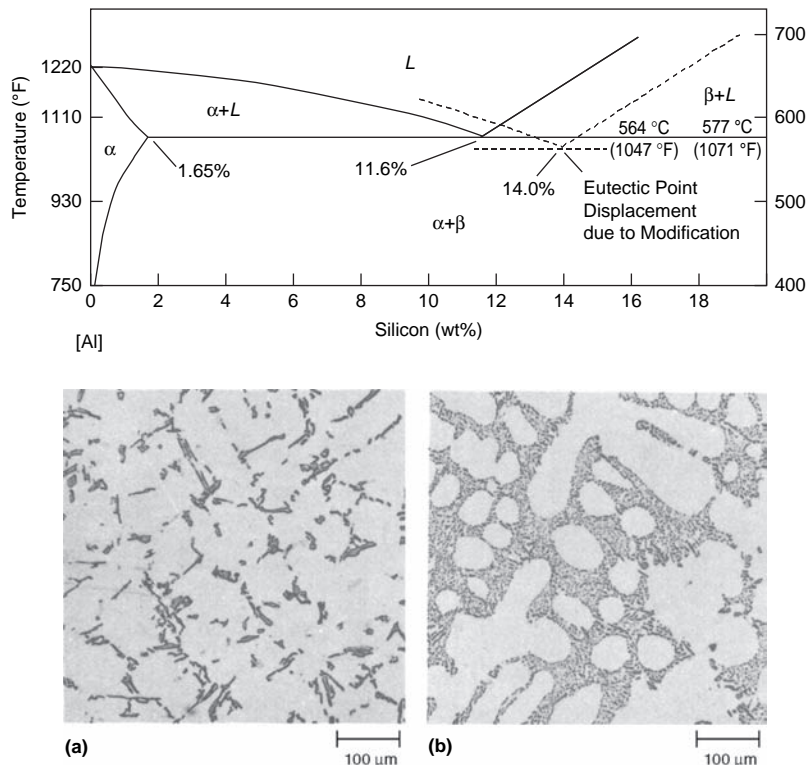 Temperature (°F)
1220
1110
930
750
700
600
500
400
L
α+L
β+L
α
564 °C
(1047 °F)
577 °C
(1071 °F)
1.65%
11.6%
14.0%
Eutectic Point
Displacement
due to Modification
α+β
0 2 4 6 8 10 12 14 16 18
Silicon (wt%)
[Al]
(a)
100 μm
(b)
100 μm